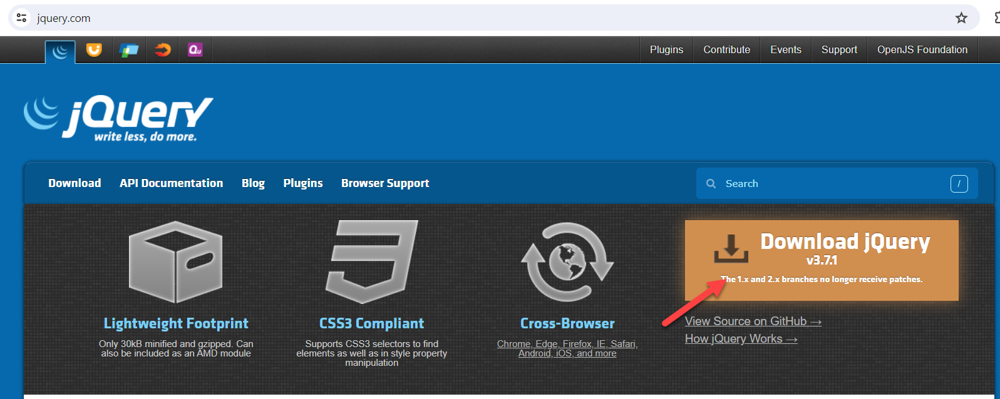 jquery.com
Qu
Plugins Contribute Events Support OpenJS Foundation
jQuery
write less, do more.
Download API Documentation Blog Plugins Browser Support
Search /
Download jQuery
v3.7.1
The 1.x and 2.x branches no longer receive patches.
View Source on GitHub →
How jQuery Works →
Lightweight Footprint
Only 30kB minified and gzipped. Can
also be included as an AMD module
CSS3 Compliant
Supports CSS3 selectors to find
elements as well as in style property
manipulation
Cross-Browser
Chrome, Edge, Firefox, IE, Safari,
Android, iOS, and more